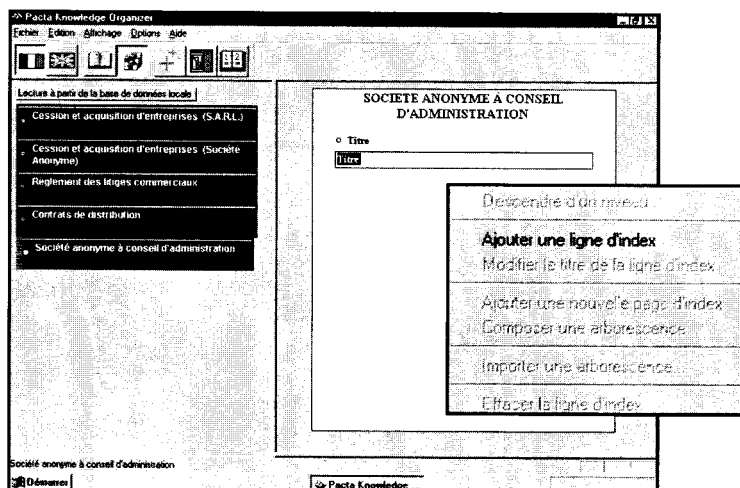 Pacta Knowledge Organizer
Fichier Edition Affichage Options Aide
Lecture à partir de la base de données locale
Cession et acquisition d'entreprises (S.A.R.L.)
Cession et acquisition d'entreprises (Société
Anonyme)
Reglement des litiges commerciaux
Contrats de distribution
Société anonyme à conseil d'administration
SOCIETE ANONYME À CONSEIL
D'ADMINISTRATION
Titre
Titre
Descendre d'un niveau
Ajouter une ligne d'index
Modifier le titre de la ligne d'index
Ajouter une nouvelle page d'index
Composer une arborescence
Importer une arborescence...
Effacer la ligne d'index
Société anonyme à conseil d'administration
Démarrer
Pacta Knowledge